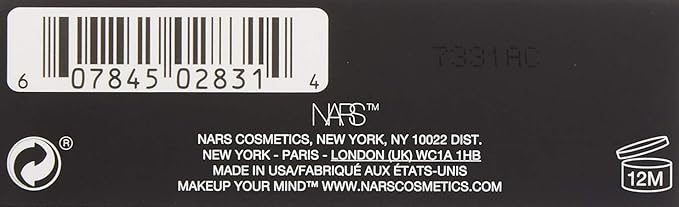 7331AC
6 07845 02831 4
NARS™
NARS COSMETICS, NEW YORK, NY 10022 DIST.
NEW YORK - PARIS - LONDON (UK) WC1A 1HB
MADE IN USA/FABRIQUÉ AUX ÉTATS-UNIS
MAKEUP YOUR MIND™ WWW.NARSCOSMETICS.COM
®
12M